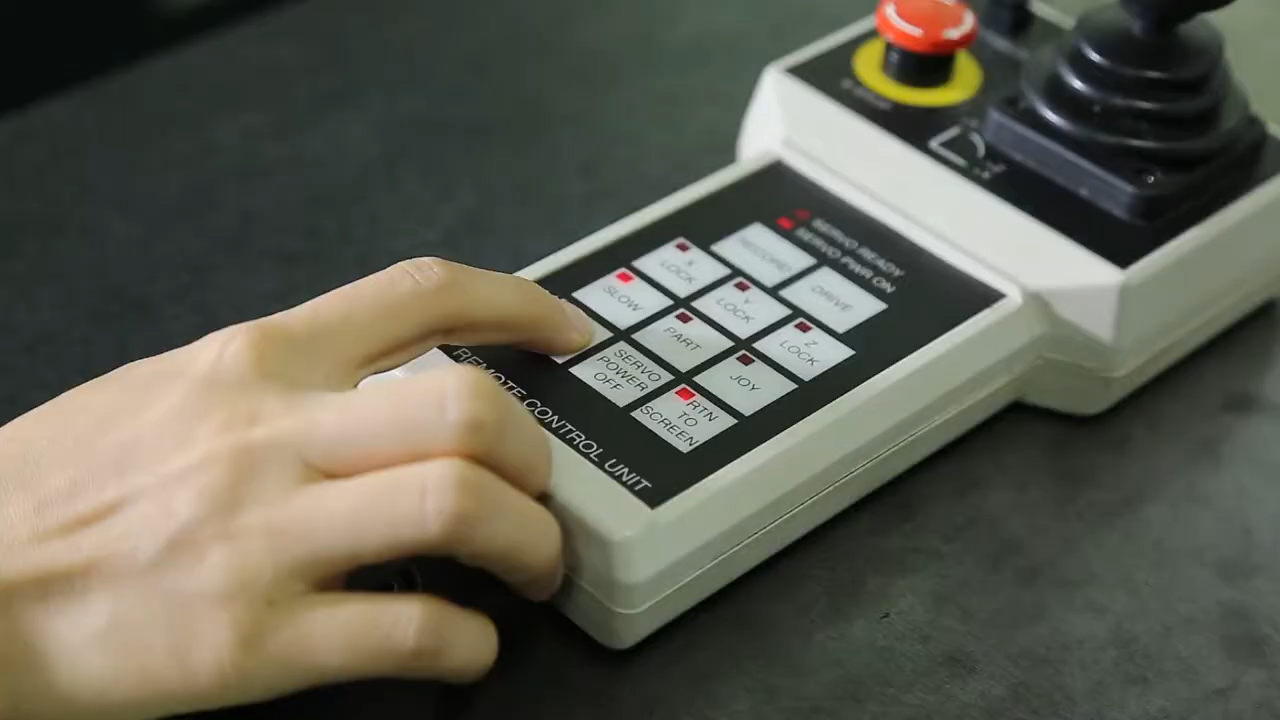 SERVO READY
SERVO PWR ON
RECORD
DRIVE
X
LOCK
Y
LOCK
Z
LOCK
SLOW
PART
JOY
SERVO
POWER
OFF
RTN
TO
SCREEN
REMOTE CONTROL UNIT